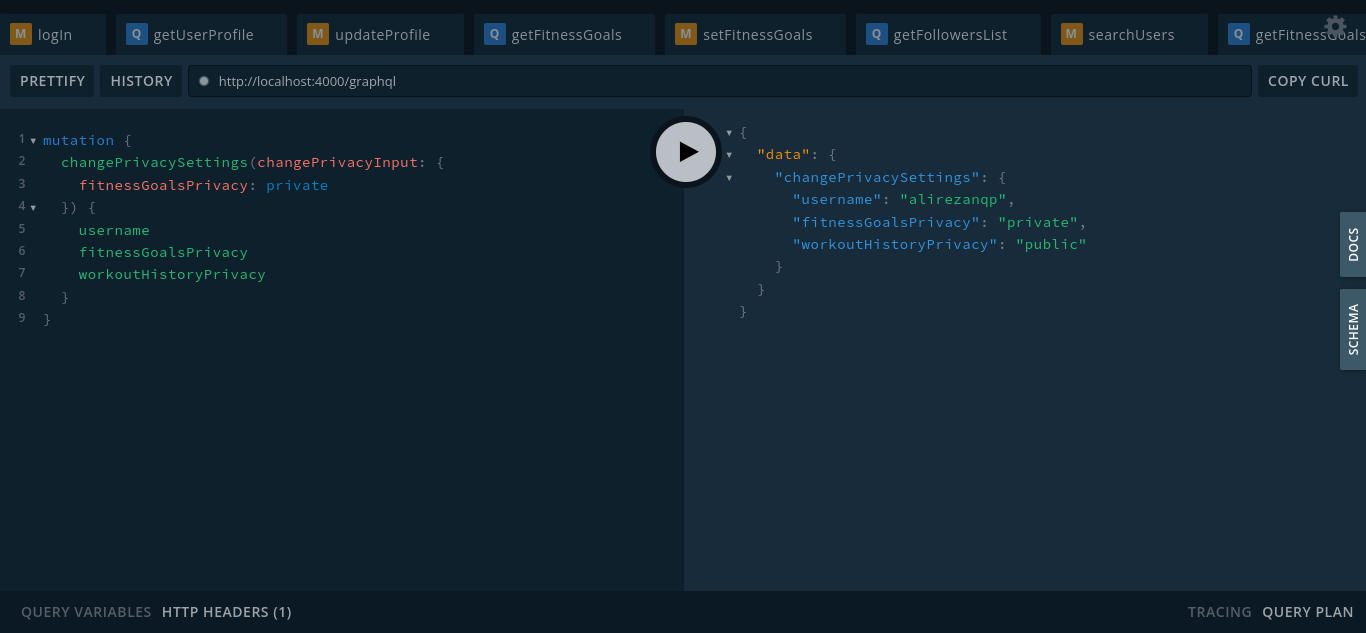 M logIn Q getUserProfile M updateProfile Q getFitnessGoals M setFitnessGoals Q getFollowersList M searchUsers Q getFitnessGoals
PRETTIFY HISTORY http://localhost:4000/graphql COPY CURL
1 mutation {
2 changePrivacySettings(changePrivacyInput: {
3 fitnessGoalsPrivacy: private
4 }) {
5 username
6 fitnessGoalsPrivacy
7 workoutHistoryPrivacy
8 }
9 }
{
"data": {
"changePrivacySettings": {
"username": "alirezanqp",
"fitnessGoalsPrivacy": "private",
"workoutHistoryPrivacy": "public"
}
}
}
DOCS
SCHEMA
QUERY VARIABLES HTTP HEADERS (1) TRACING QUERY PLAN